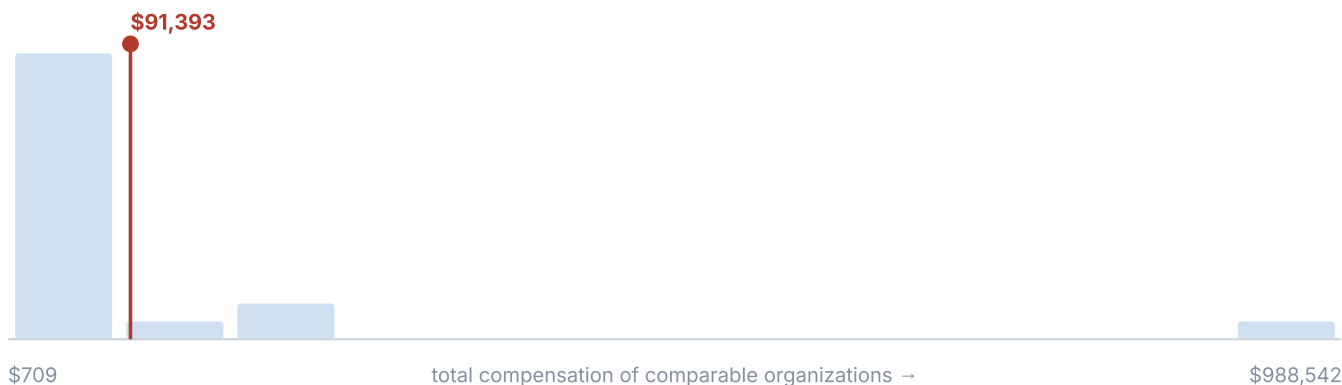 $91,393
$709 total compensation of comparable organizations → $988,542